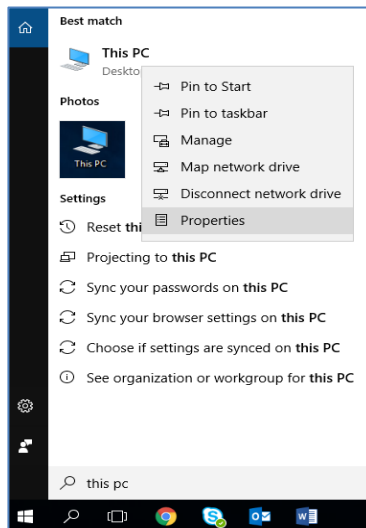 Best match
This PC
Deskto
Pin to Start
Pin to taskbar
Photos
Manage
This PC
Map network drive
Disconnect network drive
Settings
Properties
Reset thi
Projecting to this PC
Sync your passwords on this PC
Sync your browser settings on this PC
Choose if settings are synced on this PC
See organization or workgroup for this PC
this pc